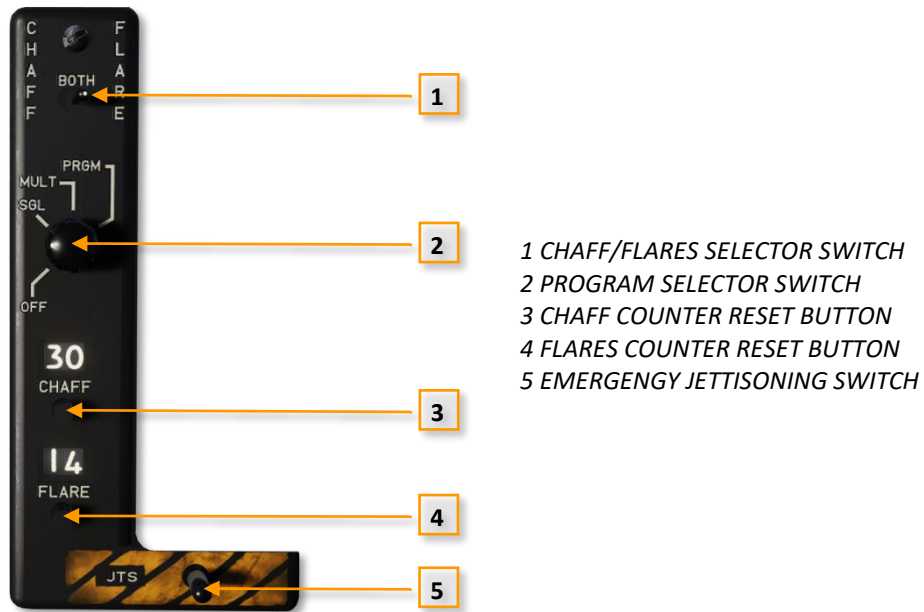 CHAFF
FLARE
BOTH
1
PRGM
MULT
SGL
2
OFF
1 CHAFF/FLARES SELECTOR SWITCH
2 PROGRAM SELECTOR SWITCH
3 CHAFF COUNTER RESET BUTTON
4 FLARES COUNTER RESET BUTTON
5 EMERGENGY JETTISONING SWITCH
30
CHAFF
3
14
FLARE
4
JTS
5